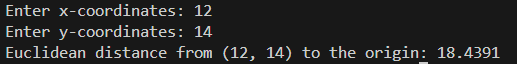 Enter x-coordinates: 12
Enter y-coordinates: 14
Euclidean distance from (12, 14) to the origin: 18.4391